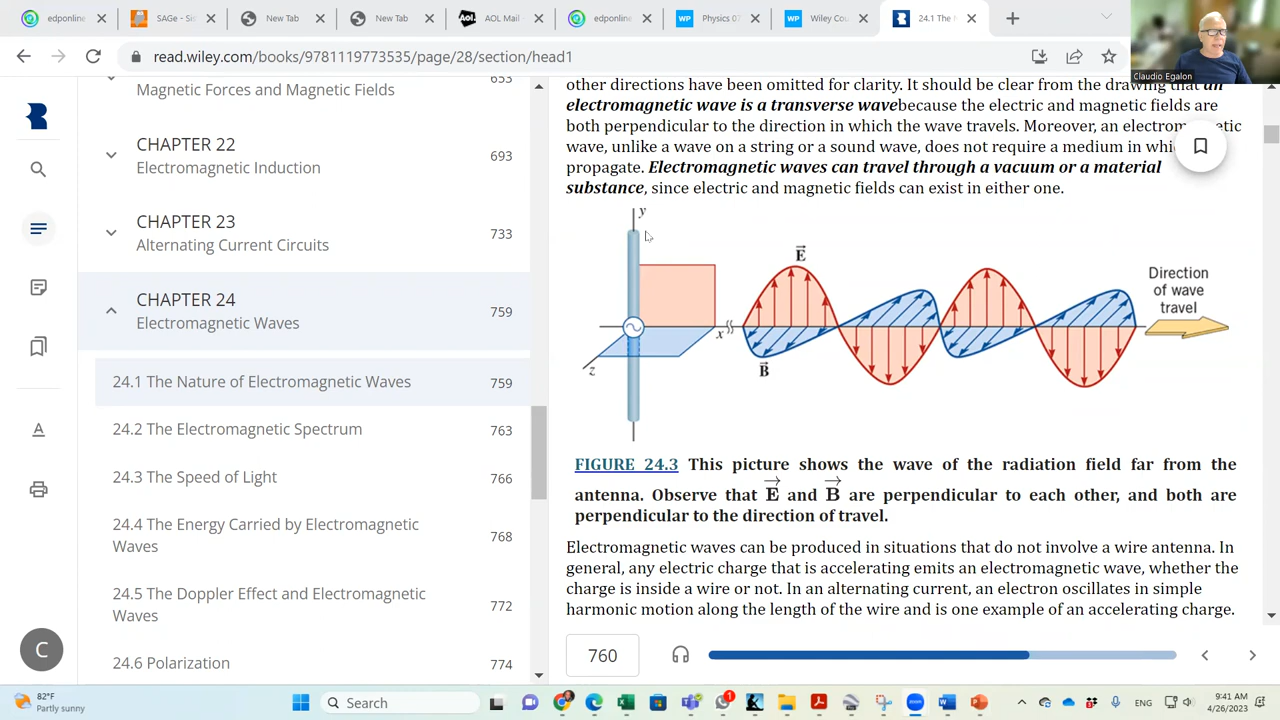 edponline
SAGe - Sis
New Tab
New Tab
AOL Mail -
edponline
Physics 07
Wiley Cou
24.1 The N
read.wiley.com/books/9781119773535/page/28/section/head1
Claudio Egalon
653
Magnetic Forces and Magnetic Fields
CHAPTER 22
693
Electromagnetic Induction
CHAPTER 23
733
Alternating Current Circuits
CHAPTER 24
759
Electromagnetic Waves
24.1 The Nature of Electromagnetic Waves
759
24.2 The Electromagnetic Spectrum
763
24.3 The Speed of Light
766
24.4 The Energy Carried by Electromagnetic
Waves
768
24.5 The Doppler Effect and Electromagnetic
Waves
772
24.6 Polarization
774
C
other directions have been omitted for clarity. It should be clear from the drawing that an
electromagnetic wave is a transverse wavebecause the electric and magnetic fields are
both perpendicular to the direction in which the wave travels. Moreover, an electromagnetic
wave, unlike a wave on a string or a sound wave, does not require a medium in
propagate. Electromagnetic waves can travel through a vacuum or a material
substance, since electric and magnetic fields can exist in either one.
y
E
x
z
B
Direction
of wave
travel
FIGURE 24.3 This picture shows the wave of the radiation field far from the
antenna. Observe that E and B are perpendicular to each other, and both are
perpendicular to the direction of travel.
Electromagnetic waves can be produced in situations that do not involve a wire antenna. In
general, any electric charge that is accelerating emits an electromagnetic wave, whether the
charge is inside a wire or not. In an alternating current, an electron oscillates in simple
harmonic motion along the length of the wire and is one example of an accelerating charge.
760
82°F
Partly sunny
Search
1
ENG
9:41 AM
4/26/2023